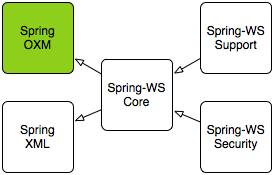 Spring
OXM
Spring-WS
Support
Spring-WS
Core
Spring
XML
Spring-WS
Security